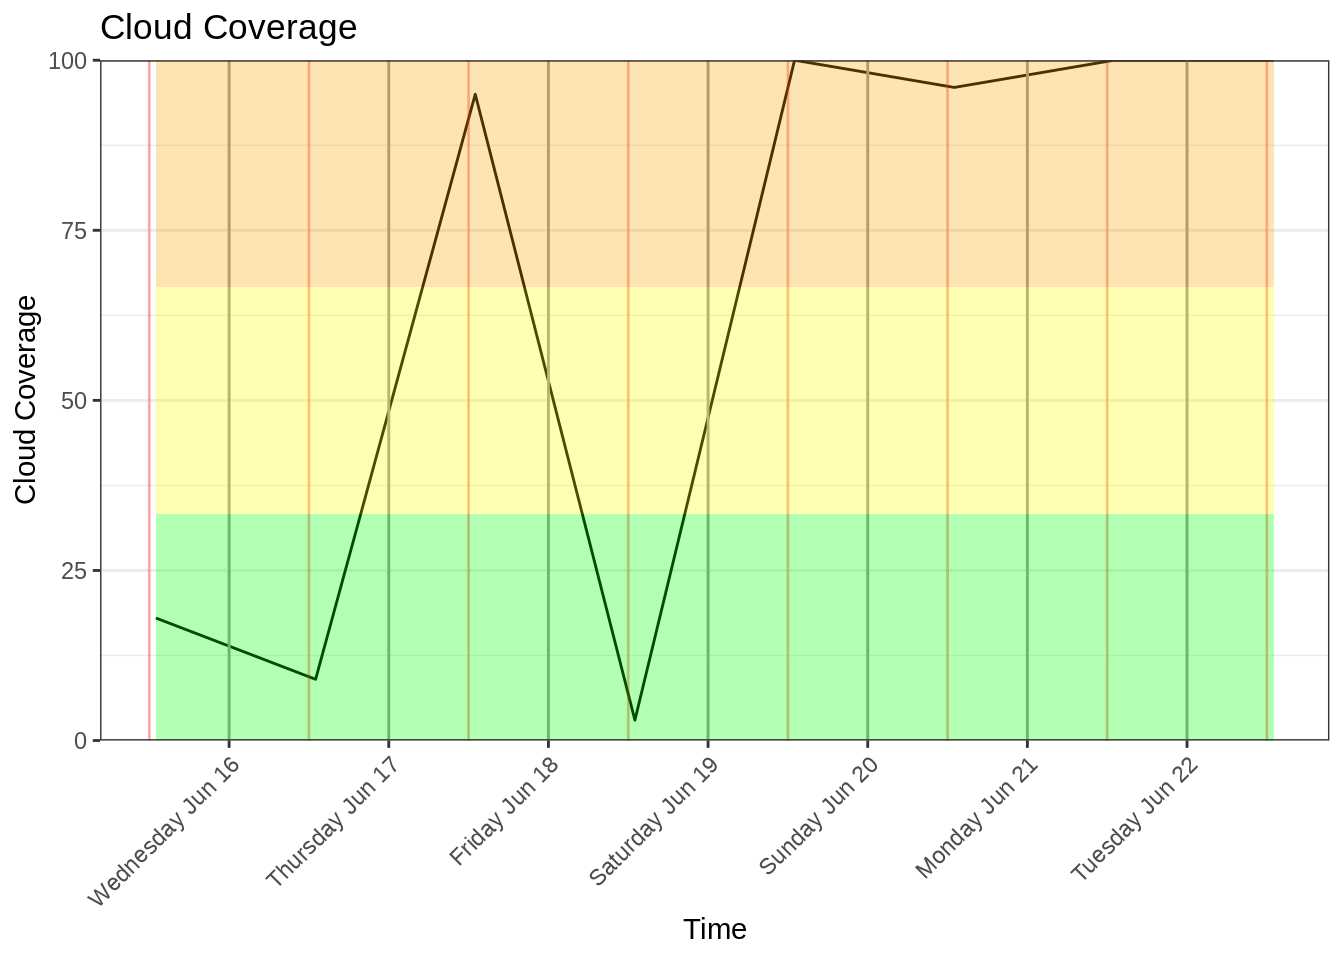 Cloud Coverage
100
75
50
25
0
Cloud Coverage
Wednesday Jun 16
Thursday Jun 17
Friday Jun 18
Saturday Jun 19
Sunday Jun 20
Monday Jun 21
Tuesday Jun 22
Time